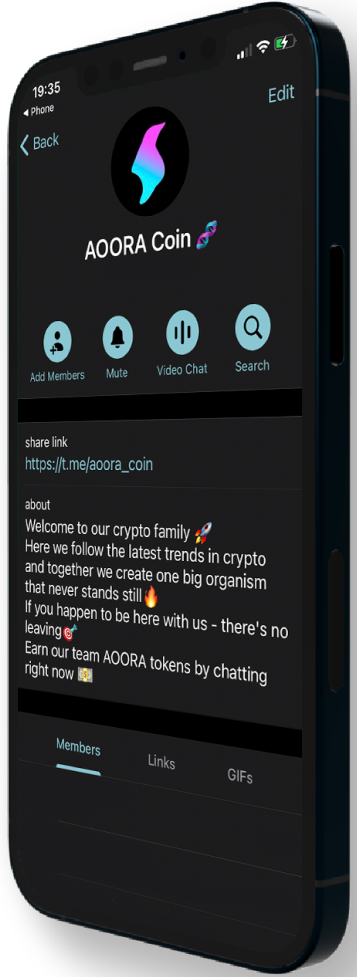 19:35
◀ Phone
Back
Edit
AOORA Coin 🧬
Add Members
Mute
Video Chat
Search
share link
https://t.me/aoora_coin
about
Welcome to our crypto family 🚀
Here we follow the latest trends in crypto
and together we create one big organism
that never stands still🔥
If you happen to be here with us - there's no
leaving🎯
Earn our team AOORA tokens by chatting
right now 💴
Members
Links
GIFs